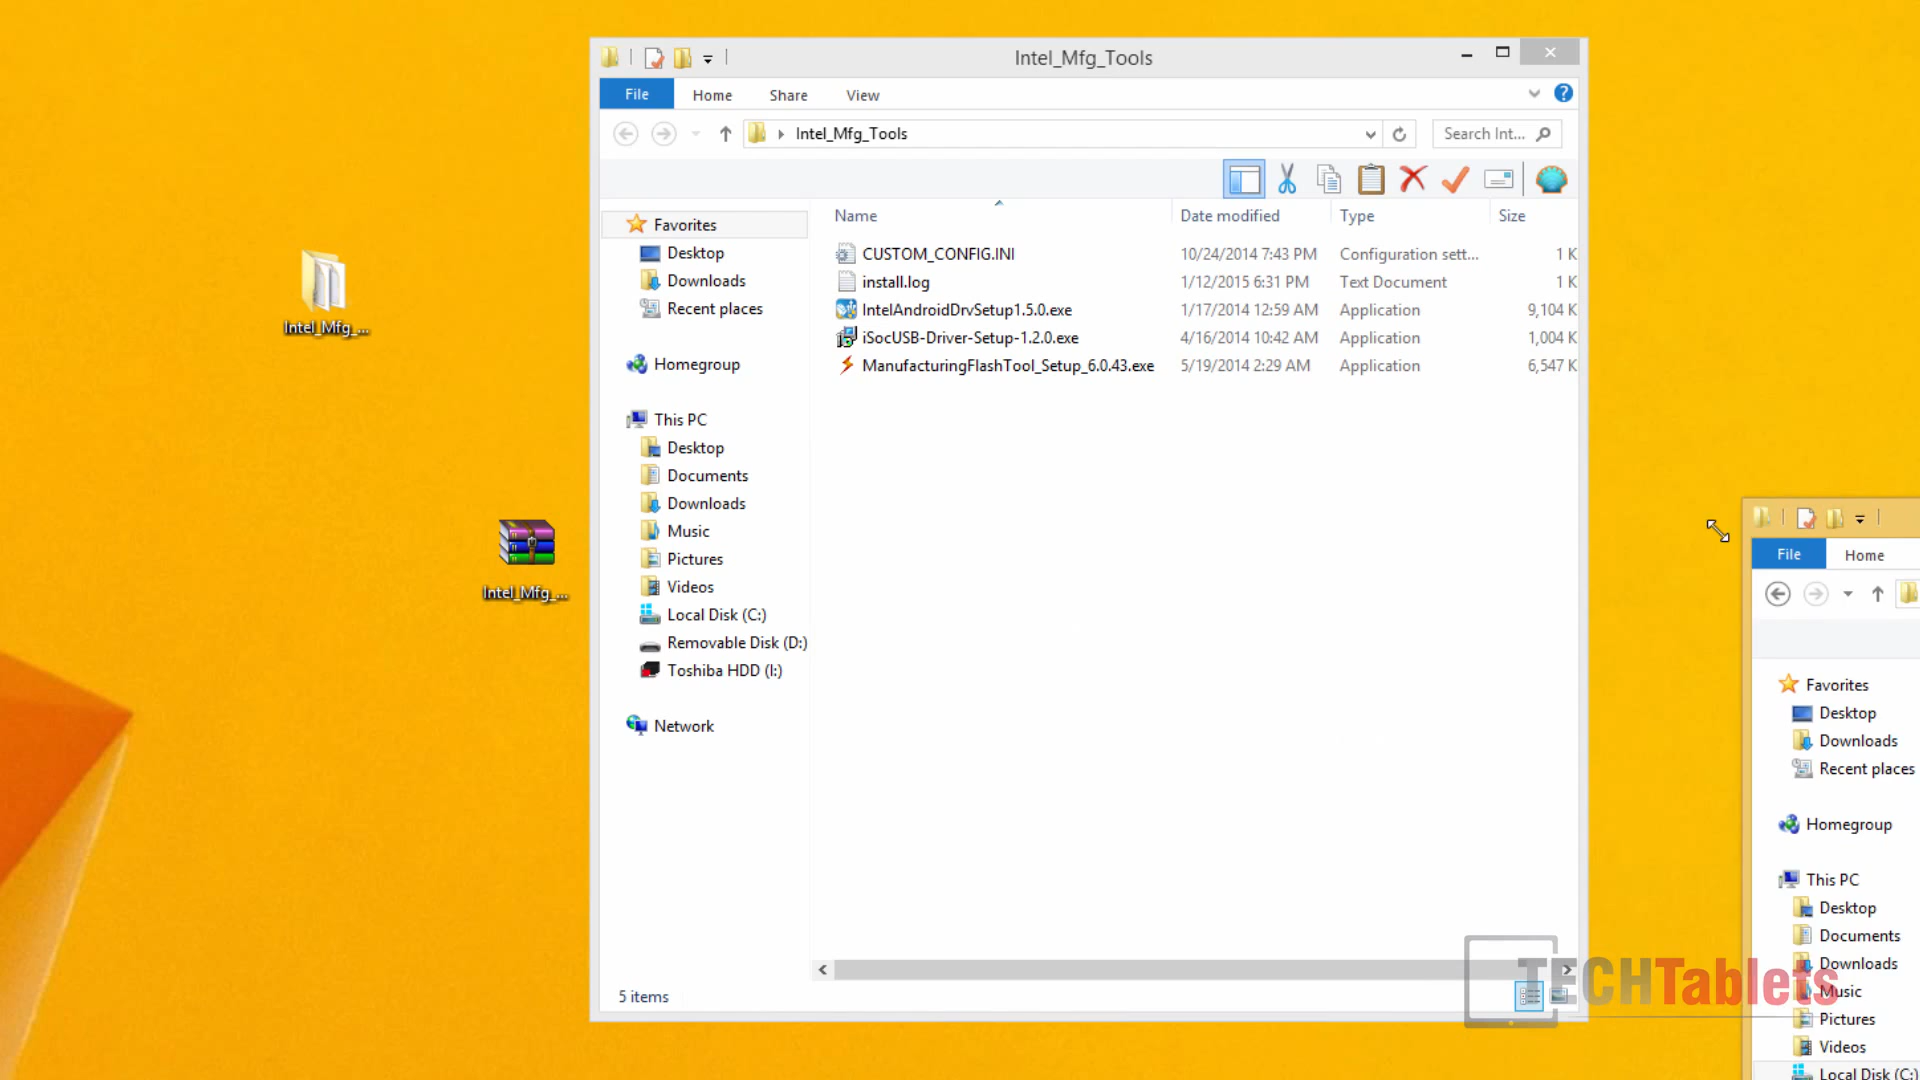 Intel_Mfg_Tools
File Home Share View
Intel_Mfg_Tools
Search Int...
Name Date modified Type Size
CUSTOM_CONFIG.INI 10/24/2014 7:43 PM Configuration sett... 1 K
install.log 1/12/2015 6:31 PM Text Document 1 K
IntelAndroidDrvSetup1.5.0.exe 1/17/2014 12:59 AM Application 9,104 K
iSocUSB-Driver-Setup-1.2.0.exe 4/16/2014 10:42 AM Application 1,004 K
ManufacturingFlashTool_Setup_6.0.43.exe 5/19/2014 2:29 AM Application 6,547 K
Favorites
Desktop
Downloads
Recent places
Homegroup
This PC
Desktop
Documents
Downloads
Music
Pictures
Videos
Local Disk (C:)
Removable Disk (D:)
Toshiba HDD (I:)
Network
5 items
Intel_Mfg_...
Intel_Mfg_...
File Home
Favorites
Desktop
Downloads
Recent places
Homegroup
This PC
Desktop
Documents
Downloads
Music
Pictures
Videos
Local Disk (C:)
TECHTablets